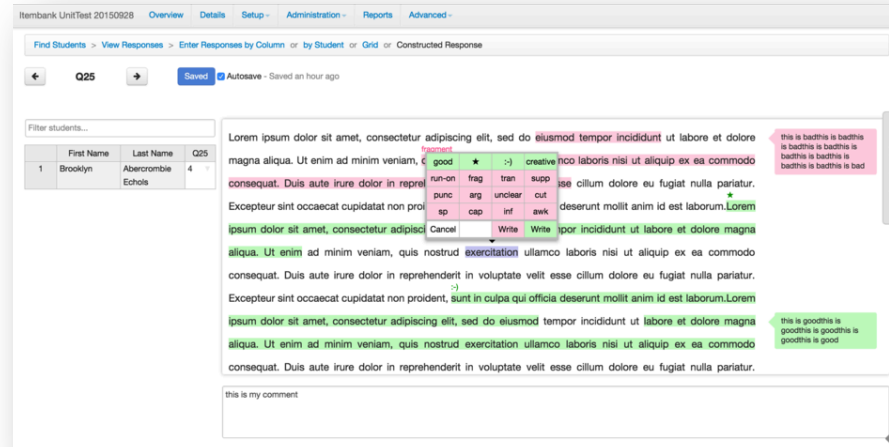 Itembank UnitTest 20150928 Overview Details Setup Administration Reports Advanced
Find Students > View Responses > Enter Responses by Column or by Student or Grid or Constructed Response
Q25 Saved Autosave - Saved an hour ago
Filter students...
First Name Last Name Q25
1 Brooklyn Abercrombie Echols 4
Lorem ipsum dolor sit amet, consectetur adipiscing elit, sed do eiusmod tempor incididunt ut labore et dolore
fragment
magna aliqua. Ut enim ad minim veniam, nco laboris nisi ut aliquip ex ea commodo
consequat. Duis aute irure dolor in repre sse cillum dolore eu fugiat nulla pariatur.
★
Excepteur sint occaecat cupidatat non proi deserunt mollit anim id est laborum.Lorem
ipsum dolor sit amet, consectetur adipisci por incididunt ut labore et dolore magna
aliqua. Ut enim ad minim veniam, quis nostrud exercitation ullamco laboris nisi ut aliquip ex ea commodo
consequat. Duis aute irure dolor in reprehenderit in voluptate velit esse cillum dolore eu fugiat nulla pariatur.
:-)
Excepteur sint occaecat cupidatat non proident, sunt in culpa qui officia deserunt mollit anim id est laborum.Lorem
ipsum dolor sit amet, consectetur adipiscing elit, sed do eiusmod tempor incididunt ut labore et dolore magna
aliqua. Ut enim ad minim veniam, quis nostrud exercitation ullamco laboris nisi ut aliquip ex ea commodo
consequat. Duis aute irure dolor in reprehenderit in voluptate velit esse cillum dolore eu fugiat nulla pariatur.
good ★ :-) creative
run-on frag tran supp
punc arg unclear cut
sp cap inf awk
Cancel Write Write
this is badthis is badthis
is badthis is badthis is
badthis is badthis is
badthis is badthis is bad
this is goodthis is
goodthis is goodthis is
goodthis is good
this is my comment